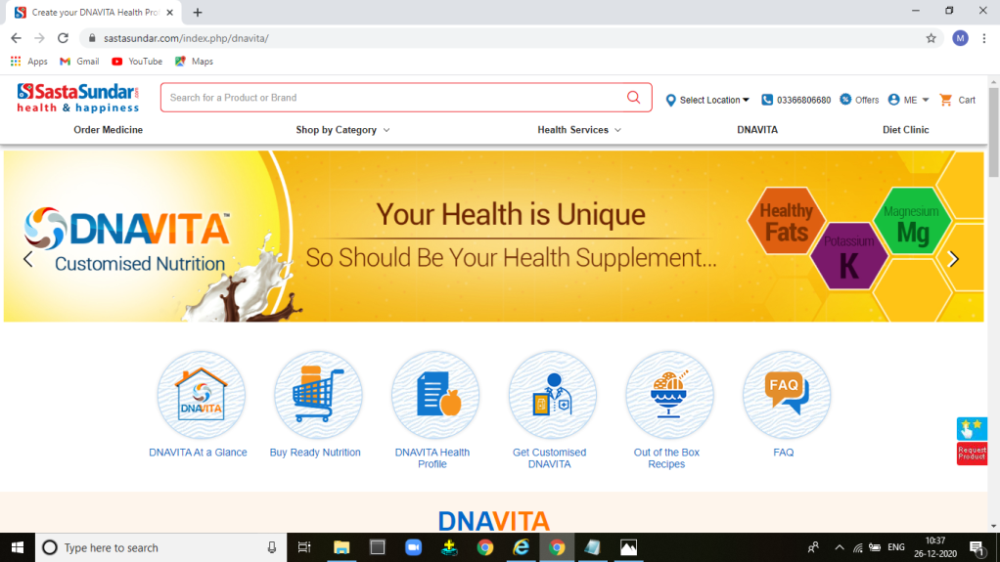 Create your DNAVITA Health Pro
sastasundar.com/index.php/dnavita/
M
Apps
Gmail
YouTube
Maps
SastaSundar.com
health & happiness
Search for a Product or Brand
Select Location
03366806680
Offers
ME
Cart
Order Medicine
Shop by Category
Health Services
DNAVITA
Diet Clinic
DNAVITA™
Customised Nutrition
Your Health is Unique
So Should Be Your Health Supplement...
Healthy
Fats
Potassium
K
Magnesium
Mg
DNAVITA
FAQ
DNAVITA At a Glance
Buy Ready Nutrition
DNAVITA Health
Profile
Get Customised
DNAVITA
Out of the Box
Recipes
FAQ
Request
Product
DNAVITA
Type here to search
ENG
10:37
26-12-2020
1